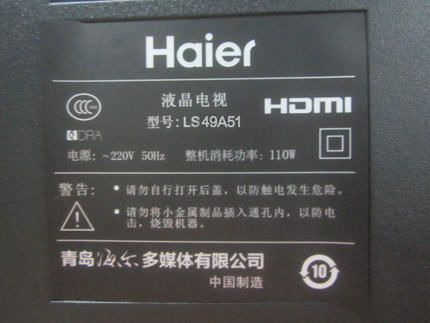 Haier
液晶电视
HDMI
型号: LS49A51
DRA
电源: ~220V 50Hz 整机消耗功率: 110W
警告: • 请勿自行打开后盖, 以防触电发生危险。
• 请勿将小金属制品插入通孔内, 以防电
击, 烧毁机器。
青岛海尔多媒体有限公司
中国制造
10